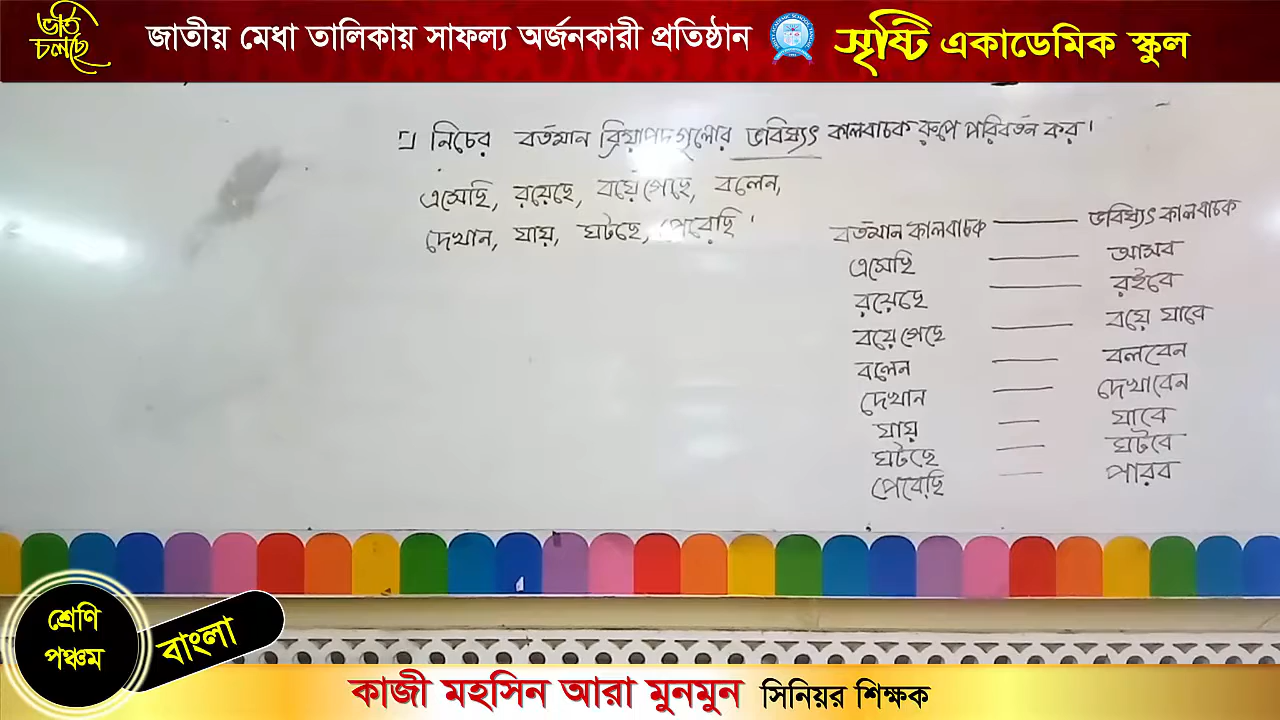 ভর্তি চলছে
জাতীয় মেধা তালিকায় সাফল্য অর্জনকারী প্রতিষ্ঠান সৃষ্টি একাডেমিক স্কুল
নিচের বর্তমান ক্রিয়াপদগুলোর ভবিষ্যৎ কালবাচক রুপে পরিবর্তন কর।
এসেছি, রয়েছে, বয়ে গেছে, বলেন,
দেখান, যায়, ঘটছে, পেরেছি।
বর্তমান কালবাচক — ভবিষ্যৎ কালবাচক
এসেছি — আসব
রয়েছে — রইবে
বয়ে গেছে — বয়ে যাবে
বলেন — বলবেন
দেখান — দেখাবেন
যায় — যাবে
ঘটছে — ঘটবে
পেরেছি — পারব
শ্রেণি
পঞ্চম
বাংলা
কাজী মহসিন আরা মুনমুন সিনিয়র শিক্ষক